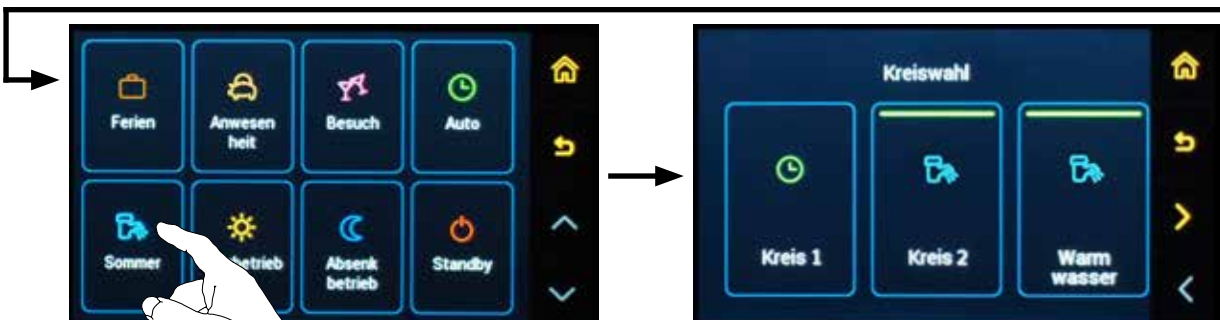 Ferien
Anwesen
heit
Besuch
Auto
Sommer
betrieb
Absenk
betrieb
Standby
Kreiswahl
Kreis 1
Kreis 2
Warm
wasser